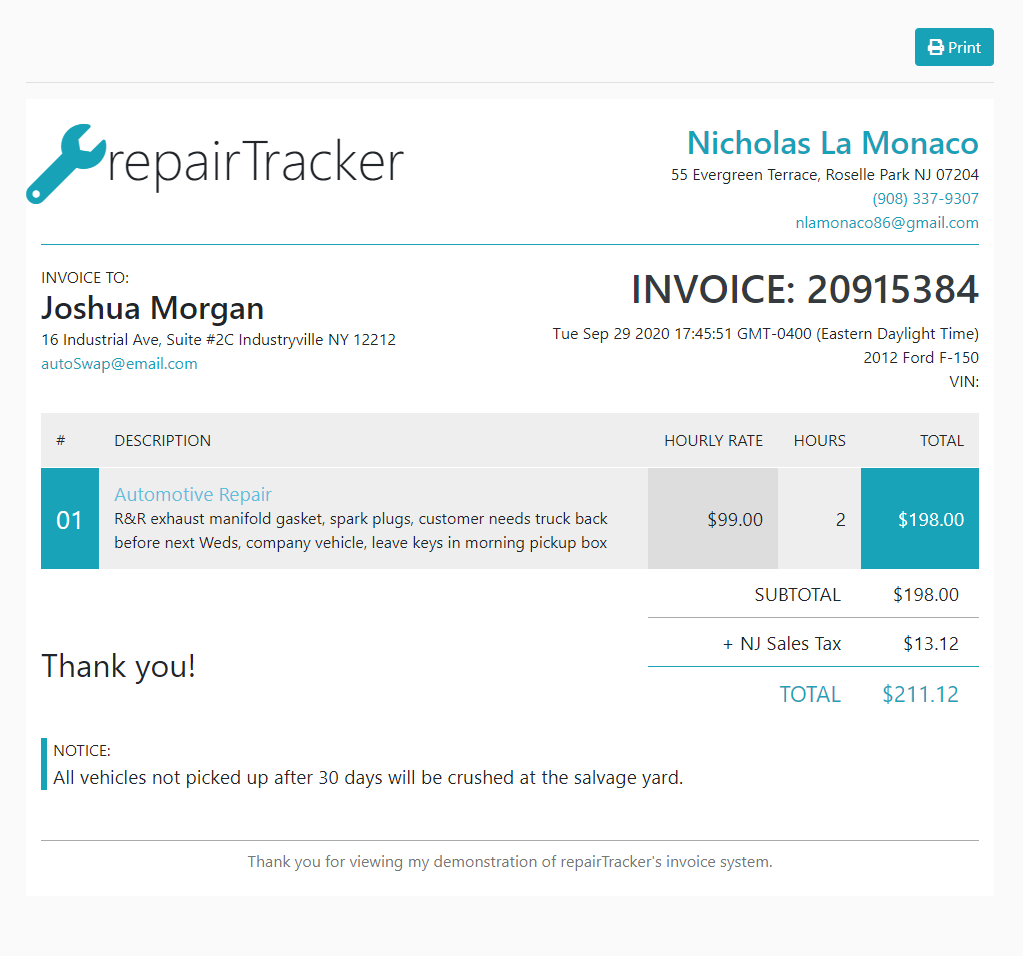 Print
repairTracker
Nicholas La Monaco
55 Evergreen Terrace, Roselle Park NJ 07204
(908) 337-9307
nlamonaco86@gmail.com
INVOICE TO:
Joshua Morgan
16 Industrial Ave, Suite #2C Industryville NY 12212
autoSwap@email.com
INVOICE: 20915384
Tue Sep 29 2020 17:45:51 GMT-0400 (Eastern Daylight Time)
2012 Ford F-150
VIN:
# DESCRIPTION HOURLY RATE HOURS TOTAL
01 Automotive Repair
R&R exhaust manifold gasket, spark plugs, customer needs truck back
before next Weds, company vehicle, leave keys in morning pickup box
$99.00 2 $198.00
SUBTOTAL $198.00
+ NJ Sales Tax $13.12
TOTAL $211.12
Thank you!
NOTICE:
All vehicles not picked up after 30 days will be crushed at the salvage yard.
Thank you for viewing my demonstration of repairTracker's invoice system.